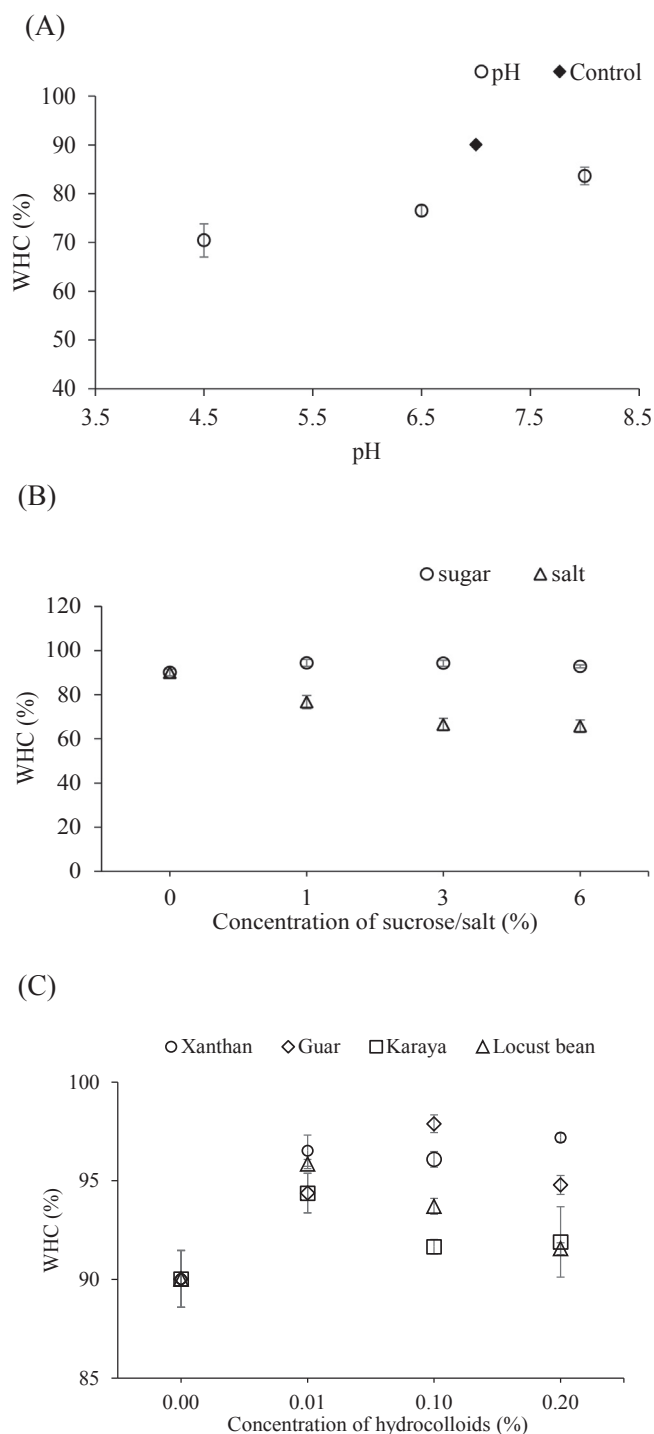 (A)
pH Control
100
90
80
70
60
50
40
WHC (%)
3.5 4.5 5.5 6.5 7.5 8.5
pH
(B)
sugar salt
120
100
80
60
40
20
0
WHC (%)
0 1 3 6
Concentration of sucrose/salt (%)
(C)
Xanthan Guar Karaya Locust bean
100
95
90
85
WHC (%)
0.00 0.01 0.10 0.20
Concentration of hydrocolloids (%)